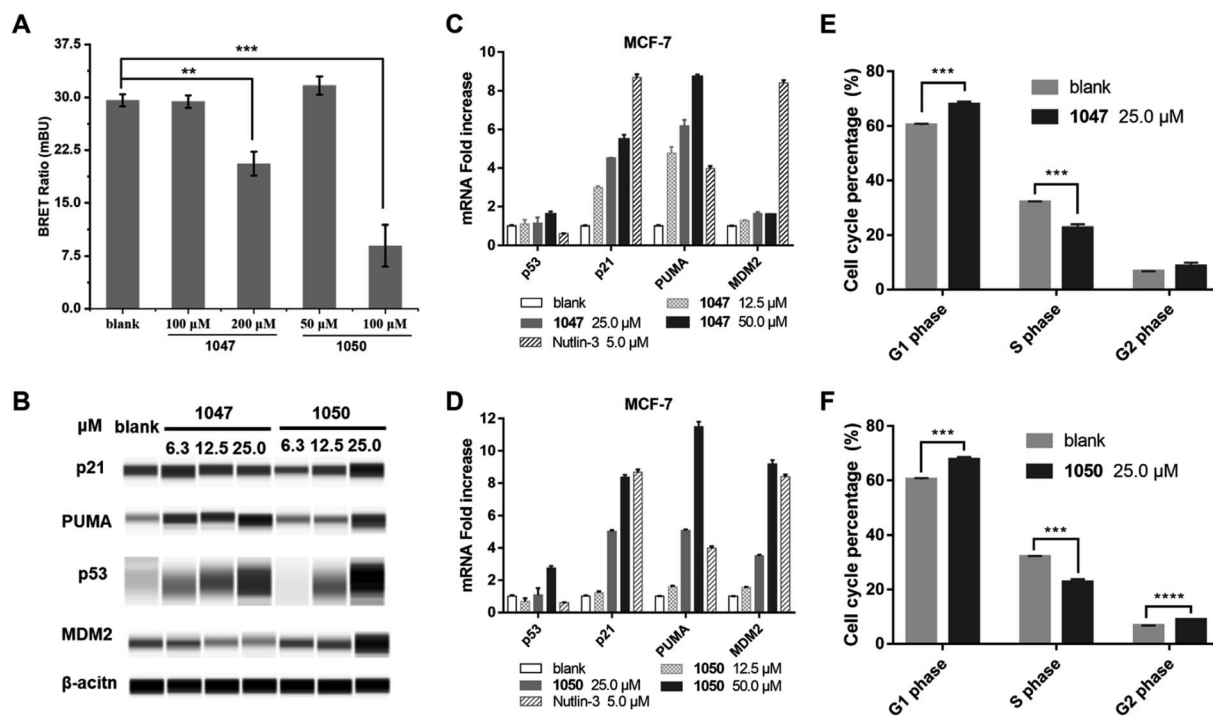 A
37.5
30.0
22.5
15.0
7.5
0.0
BRET Ratio (mBU)
***
**
blank 100 μM 200 μM 50 μM 100 μM
1047 1050
B
μM blank 1047 1050
6.3 12.5 25.0 6.3 12.5 25.0
p21
PUMA
p53
MDM2
β-acitn
C
MCF-7
10
8
6
4
2
0
mRNA Fold increase
p53 p21 PUMA MDM2
blank 1047 12.5 μM
1047 25.0 μM 1047 50.0 μM
Nutlin-3 5.0 μM
D
MCF-7
12
10
8
6
4
2
0
mRNA Fold increase
p53 p21 PUMA MDM2
blank 1050 12.5 μM
1050 25.0 μM 1050 50.0 μM
Nutlin-3 5.0 μM
E
80
60
40
20
0
Cell cycle percentage (%)
***
***
blank
1047 25.0 μM
G1 phase S phase G2 phase
F
80
60
40
20
0
Cell cycle percentage (%)
***
***
****
blank
1050 25.0 μM
G1 phase S phase G2 phase